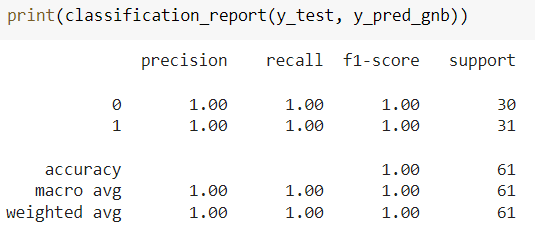 print(classification_report(y_test, y_pred_gnb))
precision recall f1-score support
0 1.00 1.00 1.00 30
1 1.00 1.00 1.00 31
accuracy 1.00 61
macro avg 1.00 1.00 1.00 61
weighted avg 1.00 1.00 1.00 61